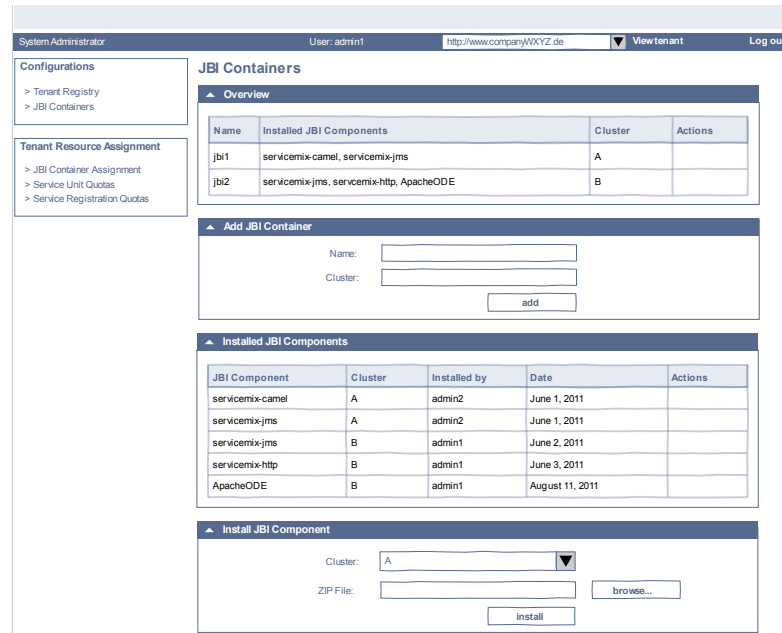 System Administrator User: admin1 http://www.companyWXYZ.de View tenant Log ou
Configurations
> Tenant Registry
> JBI Containers
Tenant Resource Assignment
> JBI Container Assignment
> Service Unit Quotas
> Service Registration Quotas
JBI Containers
Overview
Name Installed JBI Components Cluster Actions
jbi1 servicemix-camel, servicemix-jms A
jbi2 servicemix-jms, servcemix-http, ApacheODE B
Add JBI Container
Name:
Cluster:
add
Installed JBI Components
JBI Component Cluster Installed by Date Actions
servicemix-camel A admin2 June 1, 2011
servicemix-jms A admin2 June 1, 2011
servicemix-jms B admin1 June 2, 2011
servicemix-http B admin1 June 3, 2011
ApacheODE B admin1 August 11, 2011
Install JBI Component
Cluster: A
ZIP File: browse...
install